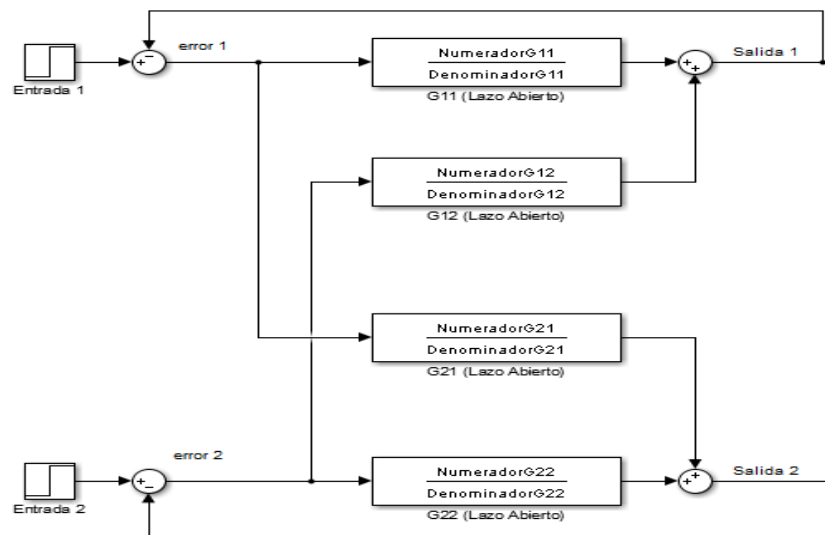 error 1
Entrada 1
NumeradorG11
DenominadorG11
G11 (Lazo Abierto)
Salida 1
NumeradorG12
DenominadorG12
G12 (Lazo Abierto)
NumeradorG21
DenominadorG21
G21 (Lazo Abierto)
error 2
Entrada 2
NumeradorG22
DenominadorG22
G22 (Lazo Abierto)
Salida 2